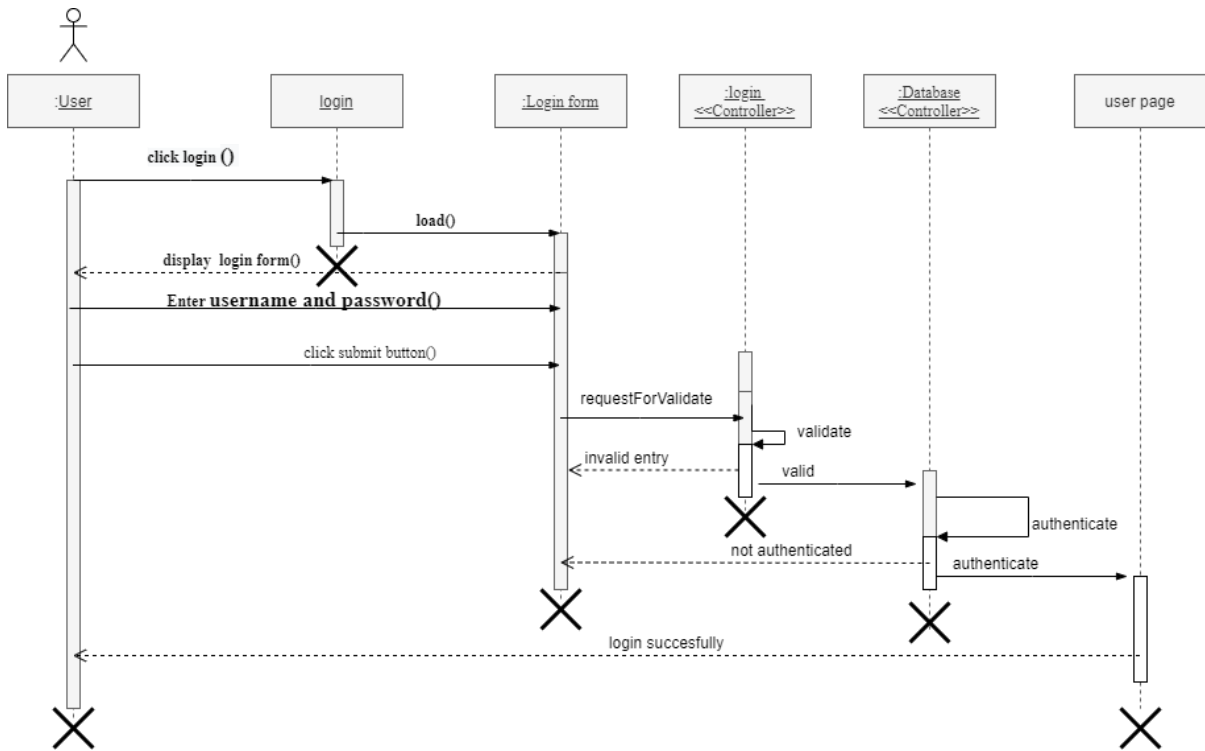 :User
login
:Login form
:login
<<Controller>>
:Database
<<Controller>>
user page
click login ()
load()
display login form()
Enter username and password()
click submit button()
requestForValidate
validate
invalid entry
valid
authenticate
not authenticated
authenticate
login succesfully